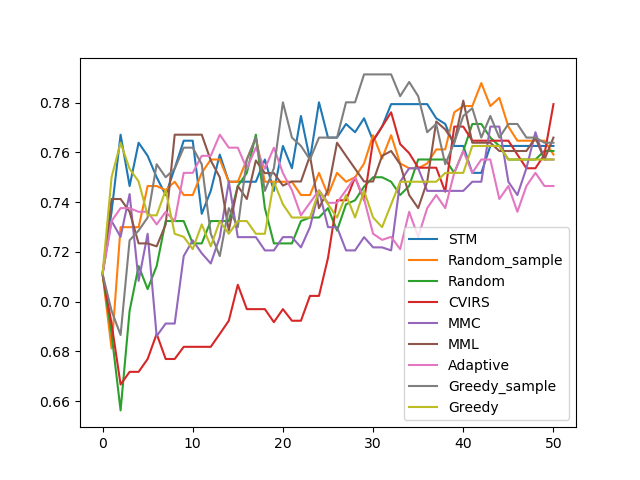 0.78
0.76
0.74
0.72
0.70
0.68
0.66
0
10
20
30
40
50
STM
Random_sample
Random
CVIRS
MMC
MML
Adaptive
Greedy_sample
Greedy